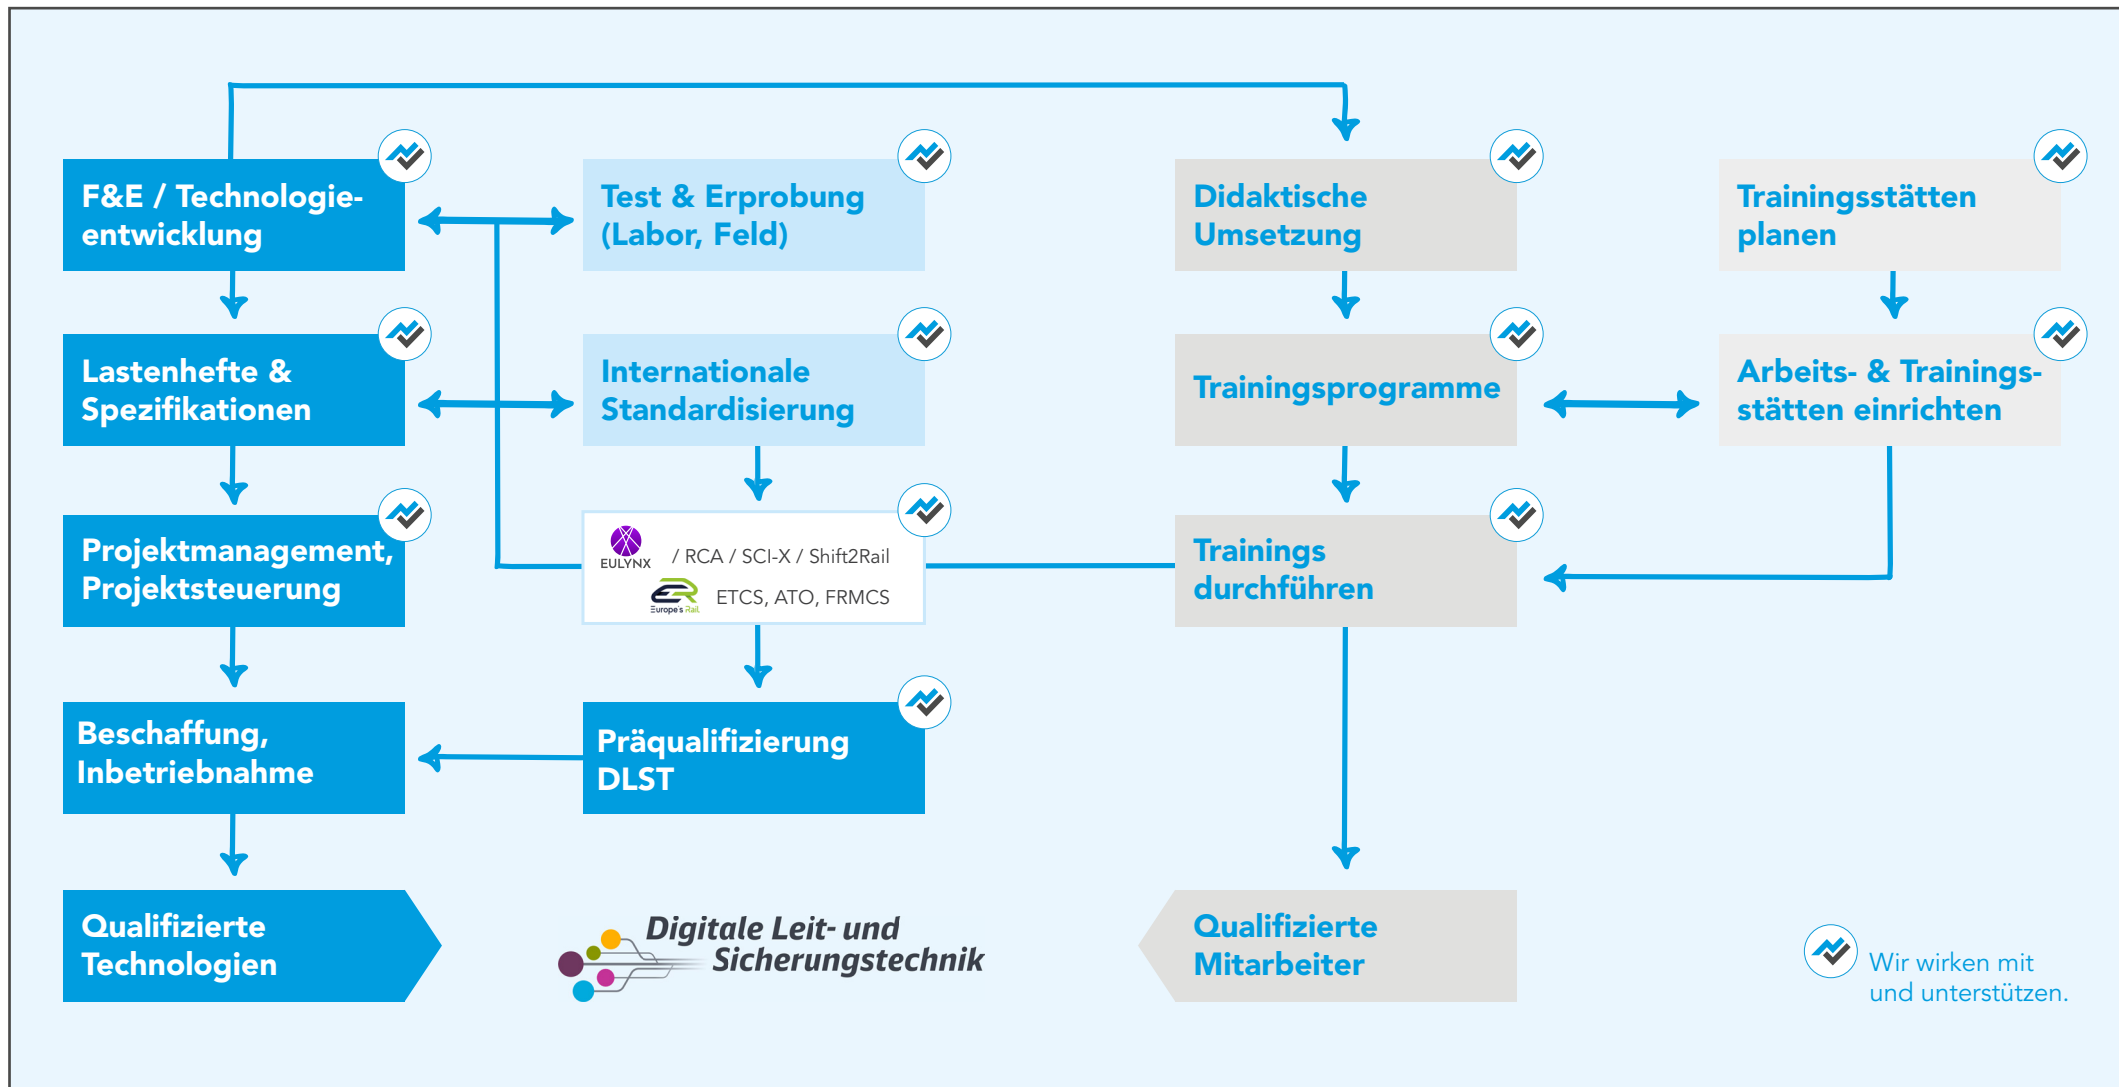 F&E / Technologie-
entwicklung
Test & Erprobung
(Labor, Feld)
Didaktische
Umsetzung
Trainingsstätten
planen
Lastenhefte &
Spezifikationen
Internationale
Standardisierung
Trainingsprogramme
Arbeits- & Trainings-
stätten einrichten
Projektmanagement,
Projektsteuerung
EULYNX / RCA / SCI-X / Shift2Rail
Europe's Rail ETCS, ATO, FRMCS
Trainings
durchführen
Beschaffung,
Inbetriebnahme
Präqualifizierung
DLST
Qualifizierte
Technologien
Digitale Leit- und
Sicherungstechnik
Qualifizierte
Mitarbeiter
Wir wirken mit
und unterstützen.